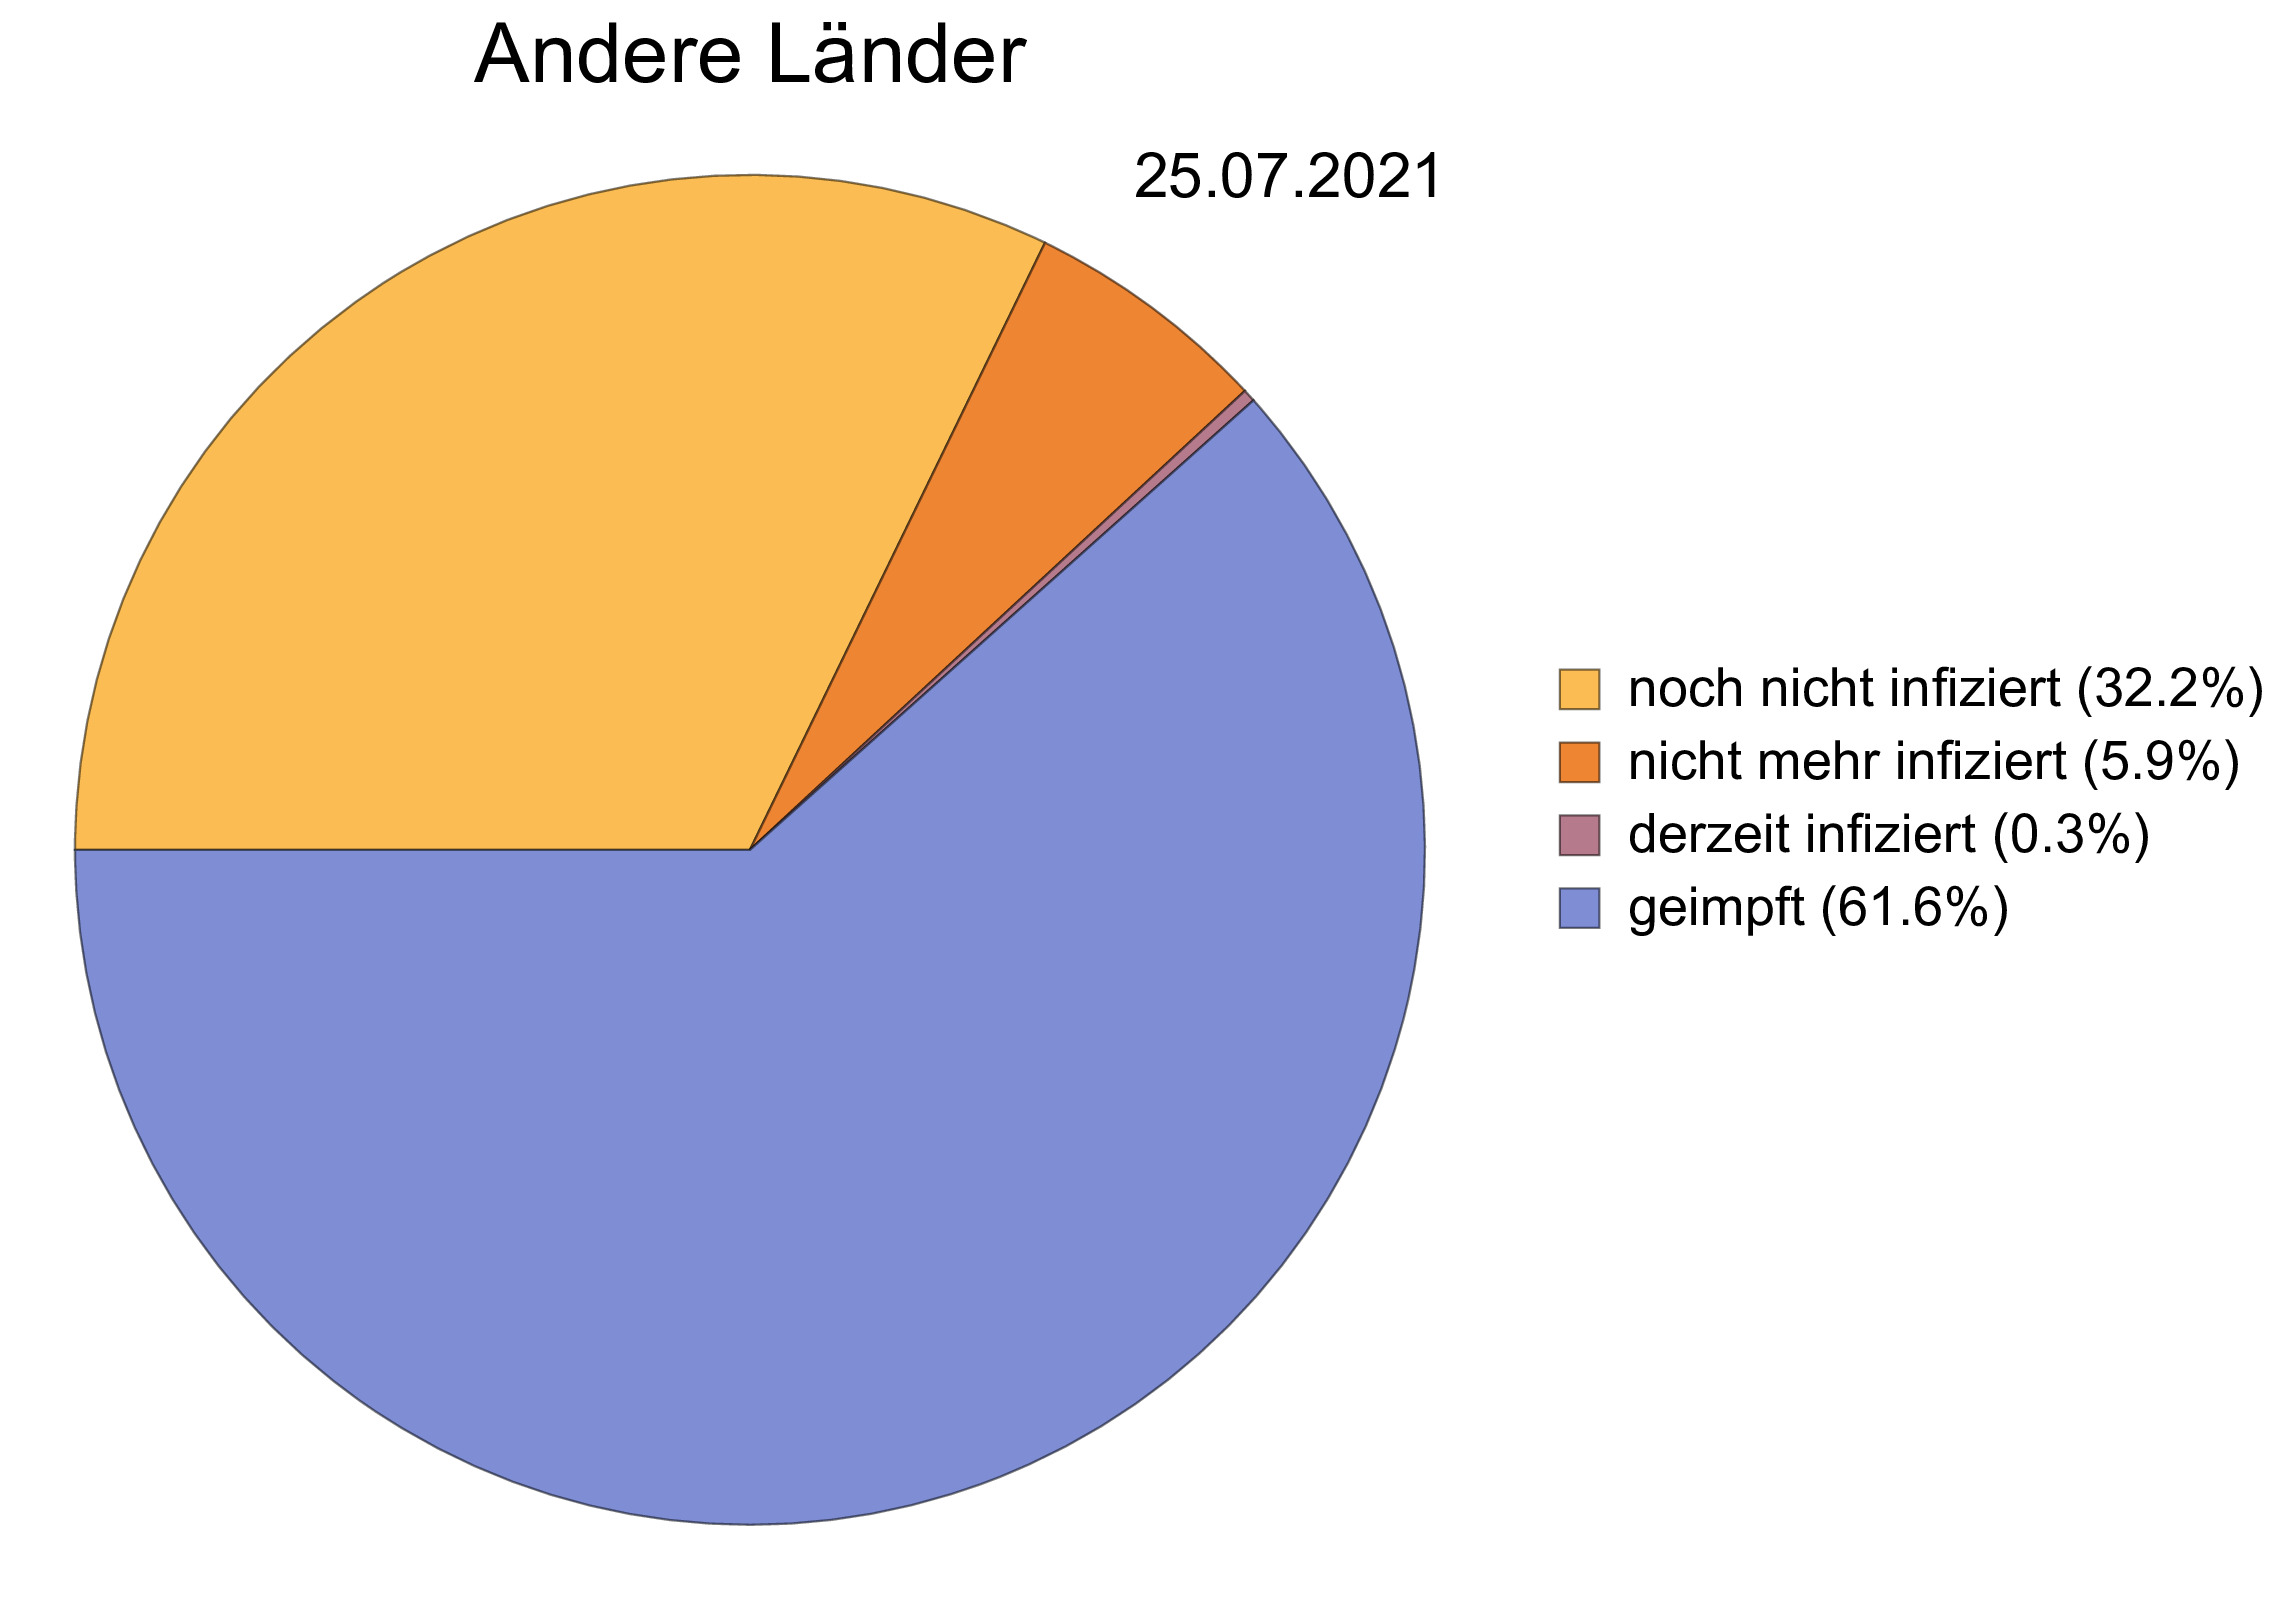 Andere Länder
25.07.2021
noch nicht infiziert (32.2%)
nicht mehr infiziert (5.9%)
derzeit infiziert (0.3%)
geimpft (61.6%)